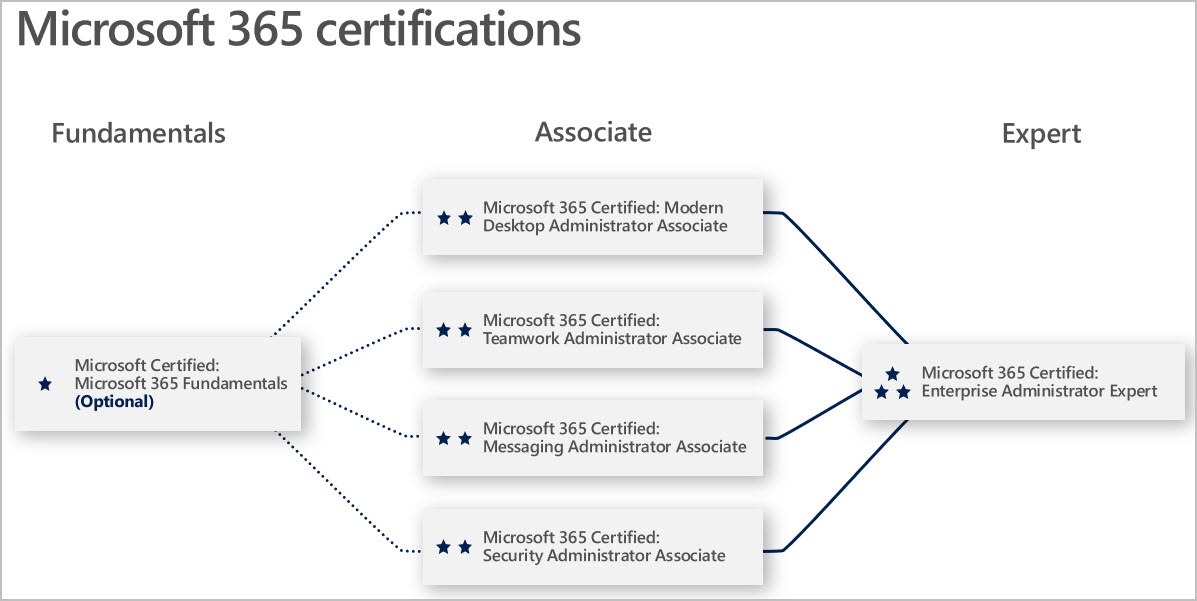 Microsoft 365 certifications
Fundamentals
Associate
Expert
Microsoft Certified:
Microsoft 365 Fundamentals
(Optional)
Microsoft 365 Certified: Modern
Desktop Administrator Associate
Microsoft 365 Certified:
Teamwork Administrator Associate
Microsoft 365 Certified:
Messaging Administrator Associate
Microsoft 365 Certified:
Security Administrator Associate
Microsoft 365 Certified:
Enterprise Administrator Expert